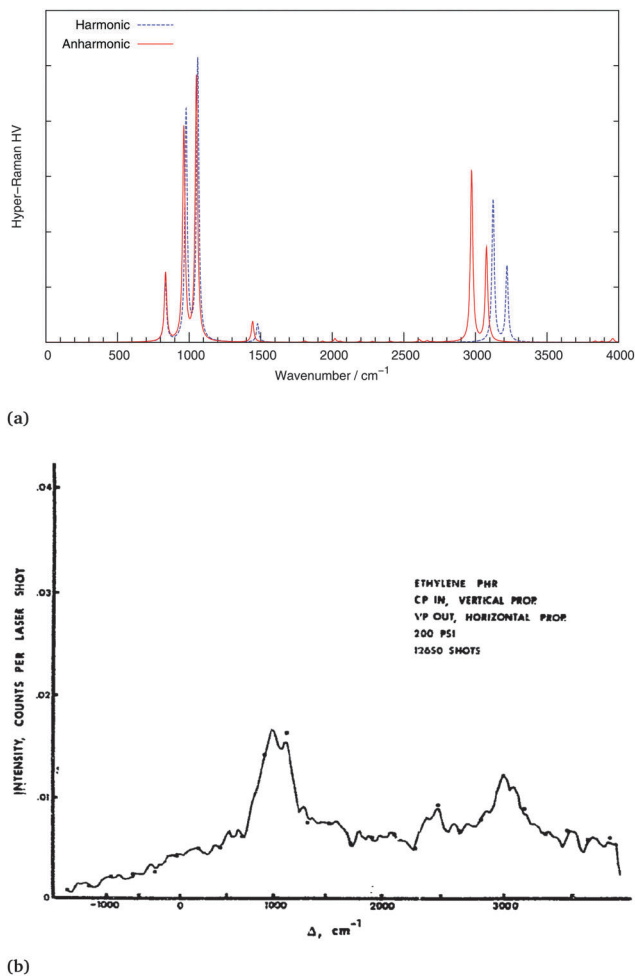 Harmonic
Anharmonic
Hyper–Raman HV
0 500 1000 1500 2000 2500 3000 3500 4000
Wavenumber / cm⁻¹
(a)
INTENSITY, COUNTS PER LASER SHOT
.04
.03
.02
.01
0
ETHYLENE PHR
CP IN, VERTICAL PROP.
VP OUT, HORIZONTAL PROP.
200 PSI
12650 SHOTS
-1000 0 1000 2000 3000
Δ, cm⁻¹
(b)